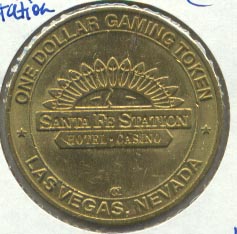 tation
ONE DOLLAR GAMING TOKEN
SANTA FE STATION
HOTEL • CASINO
LAS VEGAS, NEVADA